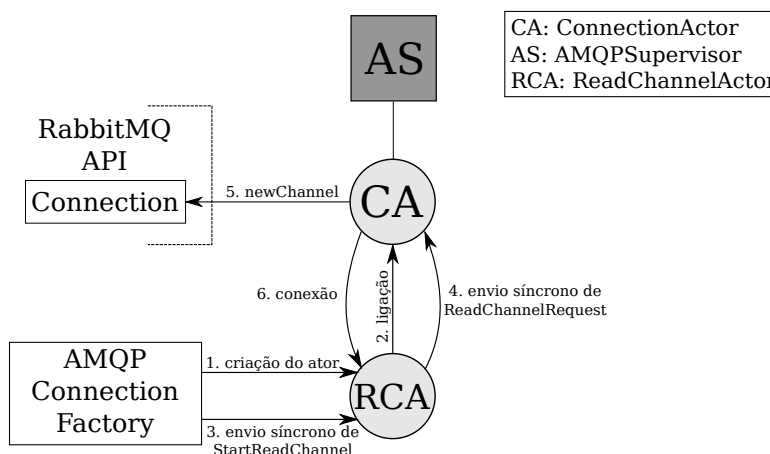 AS
CA: ConnectionActor
AS: AMQPSupervisor
RCA: ReadChannelActor
RabbitMQ
API
Connection
5. newChannel
CA
6. conexão
2. ligação
4. envio síncrono de
ReadChannelRequest
AMQP
Connection
Factory
1. criação do ator
RCA
3. envio síncrono de
StartReadChannel